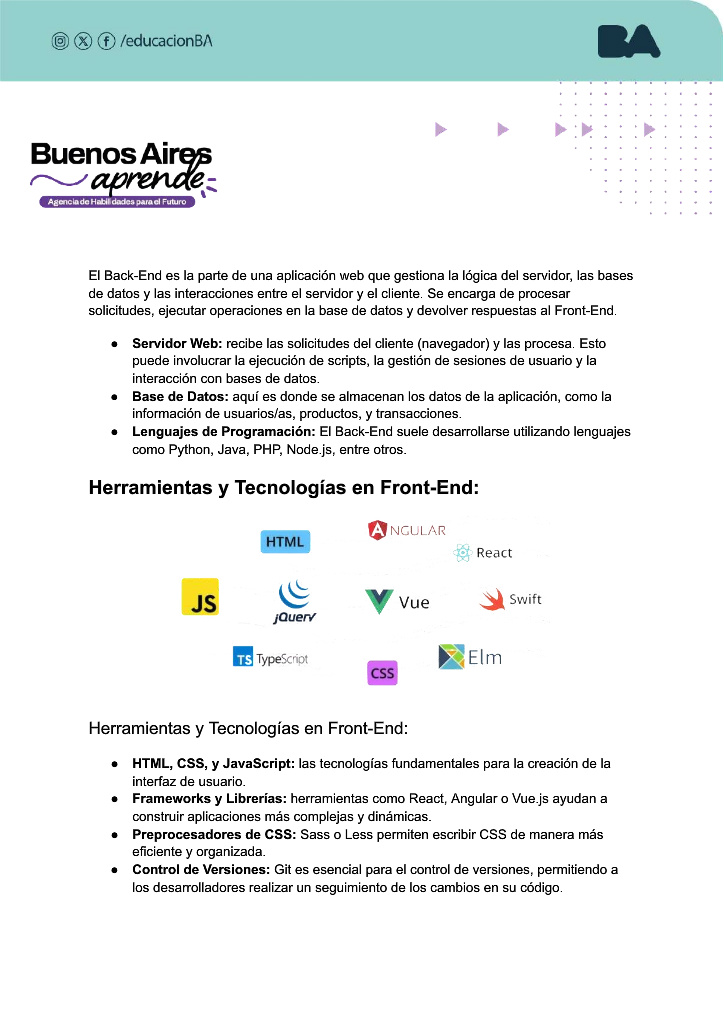 /educacionBA
BA
Buenos Aires
aprende
Agencia de Habilidades para el Futuro
El Back-End es la parte de una aplicación web que gestiona la lógica del servidor, las bases
de datos y las interacciones entre el servidor y el cliente. Se encarga de procesar
solicitudes, ejecutar operaciones en la base de datos y devolver respuestas al Front-End.
● Servidor Web: recibe las solicitudes del cliente (navegador) y las procesa. Esto
puede involucrar la ejecución de scripts, la gestión de sesiones de usuario y la
interacción con bases de datos.
● Base de Datos: aquí es donde se almacenan los datos de la aplicación, como la
información de usuarios/as, productos, y transacciones.
● Lenguajes de Programación: El Back-End suele desarrollarse utilizando lenguajes
como Python, Java, PHP, Node.js, entre otros.
Herramientas y Tecnologías en Front-End:
ANGULAR
HTML
React
JS
jQuery
Vue
Swift
TS TypeScript
CSS
Elm
Herramientas y Tecnologías en Front-End:
● HTML, CSS, y JavaScript: las tecnologías fundamentales para la creación de la
interfaz de usuario.
● Frameworks y Librerías: herramientas como React, Angular o Vue.js ayudan a
construir aplicaciones más complejas y dinámicas.
● Preprocesadores de CSS: Sass o Less permiten escribir CSS de manera más
eficiente y organizada.
● Control de Versiones: Git es esencial para el control de versiones, permitiendo a
los desarrolladores realizar un seguimiento de los cambios en su código.